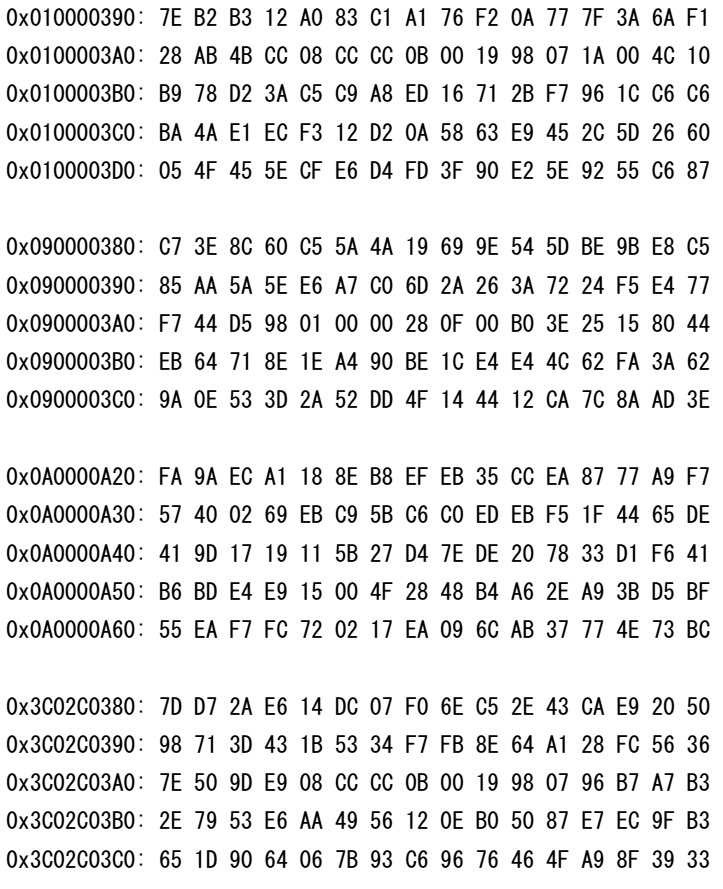 0x010000390: 7E B2 B3 12 A0 83 C1 A1 76 F2 0A 77 7F 3A 6A F1
0x0100003A0: 28 AB 4B CC 08 CC CC 0B 00 19 98 07 1A 00 4C 10
0x0100003B0: B9 78 D2 3A C5 C9 A8 ED 16 71 2B F7 96 1C C6 C6
0x0100003C0: BA 4A E1 EC F3 12 D2 0A 58 63 E9 45 2C 5D 26 60
0x0100003D0: 05 4F 45 5E CF E6 D4 FD 3F 90 E2 5E 92 55 C6 87
0x090000380: C7 3E 8C 60 C5 5A 4A 19 69 9E 54 5D BE 9B E8 C5
0x090000390: 85 AA 5A 5E E6 A7 C0 6D 2A 26 3A 72 24 F5 E4 77
0x0900003A0: F7 44 D5 98 01 00 00 28 0F 00 B0 3E 25 15 80 44
0x0900003B0: EB 64 71 8E 1E A4 90 BE 1C E4 E4 4C 62 FA 3A 62
0x0900003C0: 9A 0E 53 3D 2A 52 DD 4F 14 44 12 CA 7C 8A AD 3E
0x0A0000A20: FA 9A EC A1 18 8E B8 EF EB 35 CC EA 87 77 A9 F7
0x0A0000A30: 57 40 02 69 EB C9 5B C6 C0 ED EB F5 1F 44 65 DE
0x0A0000A40: 41 9D 17 19 11 5B 27 D4 7E DE 20 78 33 D1 F6 41
0x0A0000A50: B6 BD E4 E9 15 00 4F 28 48 B4 A6 2E A9 3B D5 BF
0x0A0000A60: 55 EA F7 FC 72 02 17 EA 09 6C AB 37 77 4E 73 BC
0x3C02C0380: 7D D7 2A E6 14 DC 07 F0 6E C5 2E 43 CA E9 20 50
0x3C02C0390: 98 71 3D 43 1B 53 34 F7 FB 8E 64 A1 28 FC 56 36
0x3C02C03A0: 7E 50 9D E9 08 CC CC 0B 00 19 98 07 96 B7 A7 B3
0x3C02C03B0: 2E 79 53 E6 AA 49 56 12 0E B0 50 87 E7 EC 9F B3
0x3C02C03C0: 65 1D 90 64 06 7B 93 C6 96 76 46 4F A9 8F 39 33